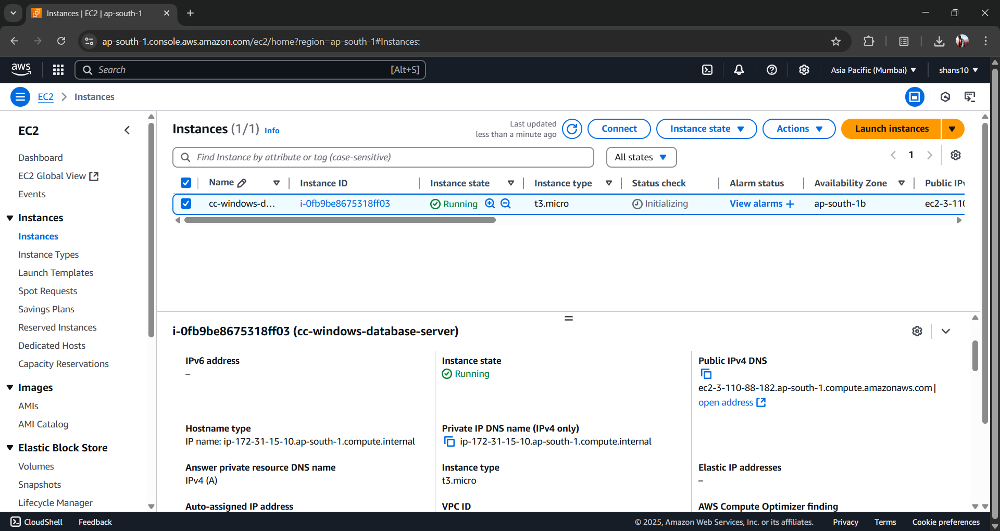 Instances | EC2 | ap-south-1
ap-south-1.console.aws.amazon.com/ec2/home?region=ap-south-1#Instances:
aws
Search
[Alt+S]
Asia Pacific (Mumbai)
shans10
EC2
Instances
EC2
Dashboard
EC2 Global View
Events
Instances
Instances
Instance Types
Launch Templates
Spot Requests
Savings Plans
Reserved Instances
Dedicated Hosts
Capacity Reservations
Images
AMIs
AMI Catalog
Elastic Block Store
Volumes
Snapshots
Lifecycle Manager
Instances (1/1) Info
Last updated
less than a minute ago
Connect
Instance state
Actions
Launch instances
Find Instance by attribute or tag (case-sensitive)
All states
1
Name
Instance ID
Instance state
Instance type
Status check
Alarm status
Availability Zone
Public IPv
cc-windows-d...
i-0fb9be8675318ff03
Running
t3.micro
Initializing
View alarms +
ap-south-1b
ec2-3-110
i-0fb9be8675318ff03 (cc-windows-database-server)
IPv6 address
–
Instance state
Running
Public IPv4 DNS
ec2-3-110-88-182.ap-south-1.compute.amazonaws.com |
open address
Hostname type
IP name: ip-172-31-15-10.ap-south-1.compute.internal
Private IP DNS name (IPv4 only)
ip-172-31-15-10.ap-south-1.compute.internal
Answer private resource DNS name
IPv4 (A)
Instance type
t3.micro
Elastic IP addresses
–
Auto-assigned IP address
VPC ID
AWS Compute Optimizer finding
CloudShell
Feedback
© 2025, Amazon Web Services, Inc. or its affiliates.
Privacy
Terms
Cookie preferences